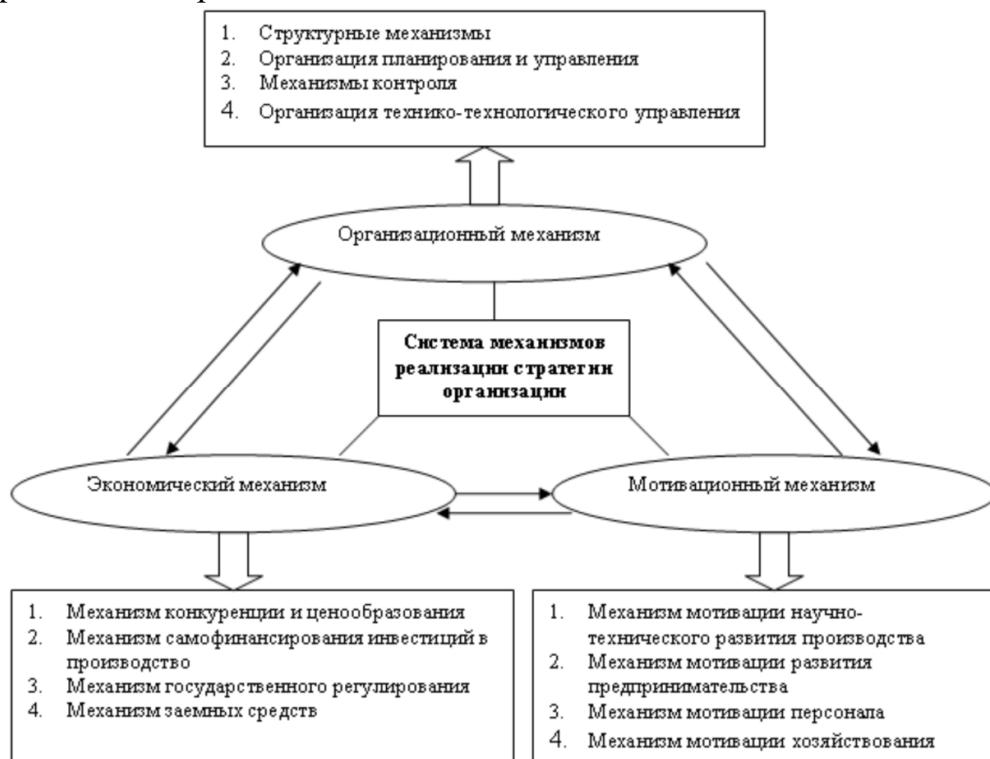 1. Структурные механизмы
2. Организация планирования и управления
3. Механизмы контроля
4. Организация технико-технологического управления
Организационный механизм
Система механизмов
реализации стратегии
организации
Экономический механизм
Мотивационный механизм
1. Механизм конкуренции и ценообразования
2. Механизм самофинансирования инвестиций в
производство
3. Механизм государственного регулирования
4. Механизм заемных средств
1. Механизм мотивации научно-
технического развития производства
2. Механизм мотивации развития
предпринимательства
3. Механизм мотивации персонала
4. Механизм мотивации хозяйствования